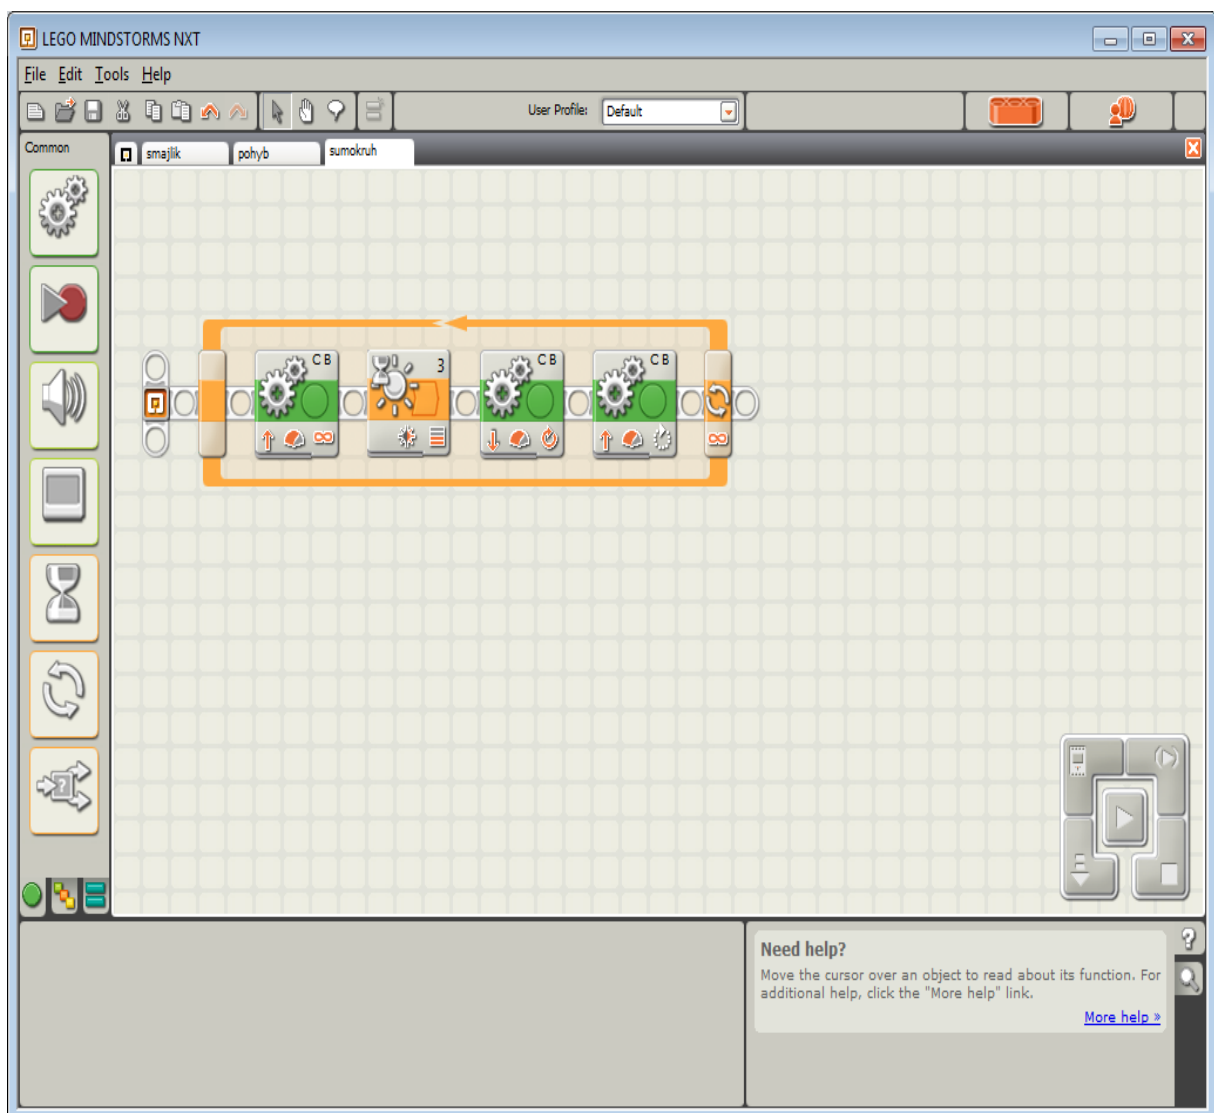 LEGO MINDSTORMS NXT
File Edit Tools Help
User Profile: Default
Common
smajlik pohyb sumokruh
C B
3
C B
C B
Need help?
Move the cursor over an object to read about its function. For
additional help, click the "More help" link.
More help »